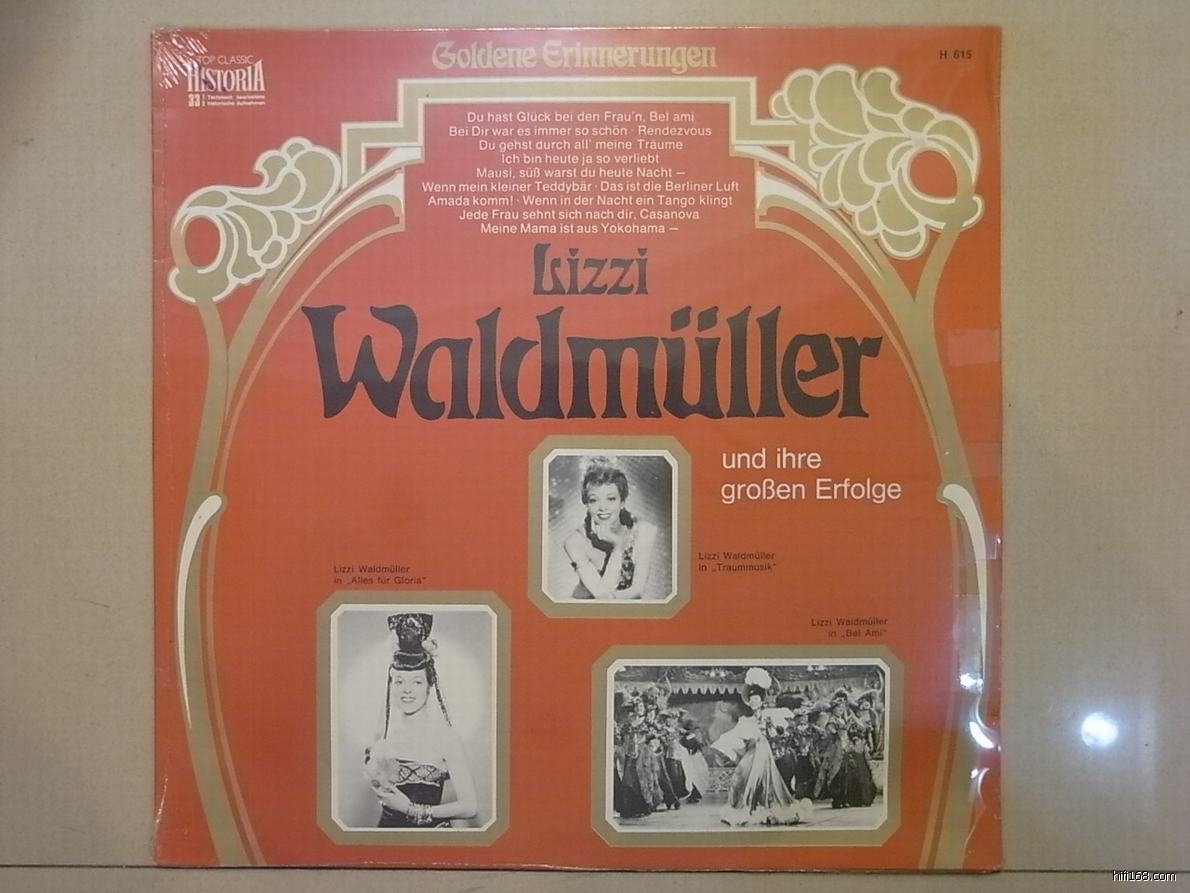 Goldene Erinnerungen
H 615
TOP CLASSIC
HISTORIA
33
historische Aufnahmen
Du hast Glück bei den Frau'n, Bel ami
Bei Dir war es immer so schön · Rendezvous
Du gehst durch all' meine Träume
Ich bin heute ja so verliebt
Mausi, süß warst du heute Nacht —
Wenn mein kleiner Teddybär · Das ist die Berliner Luft
Amada komm! · Wenn in der Nacht ein Tango klingt
Jede Frau sehnt sich nach dir, Casanova
Meine Mama ist aus Yokohama —
Lizzi
Waldmüller
und ihre
großen Erfolge
Lizzi Waldmüller
in „Traummusik"
Lizzi Waldmüller
in „Alles für Gloria"
Lizzi Waldmüller
in „Bel Ami"
hifi168.com